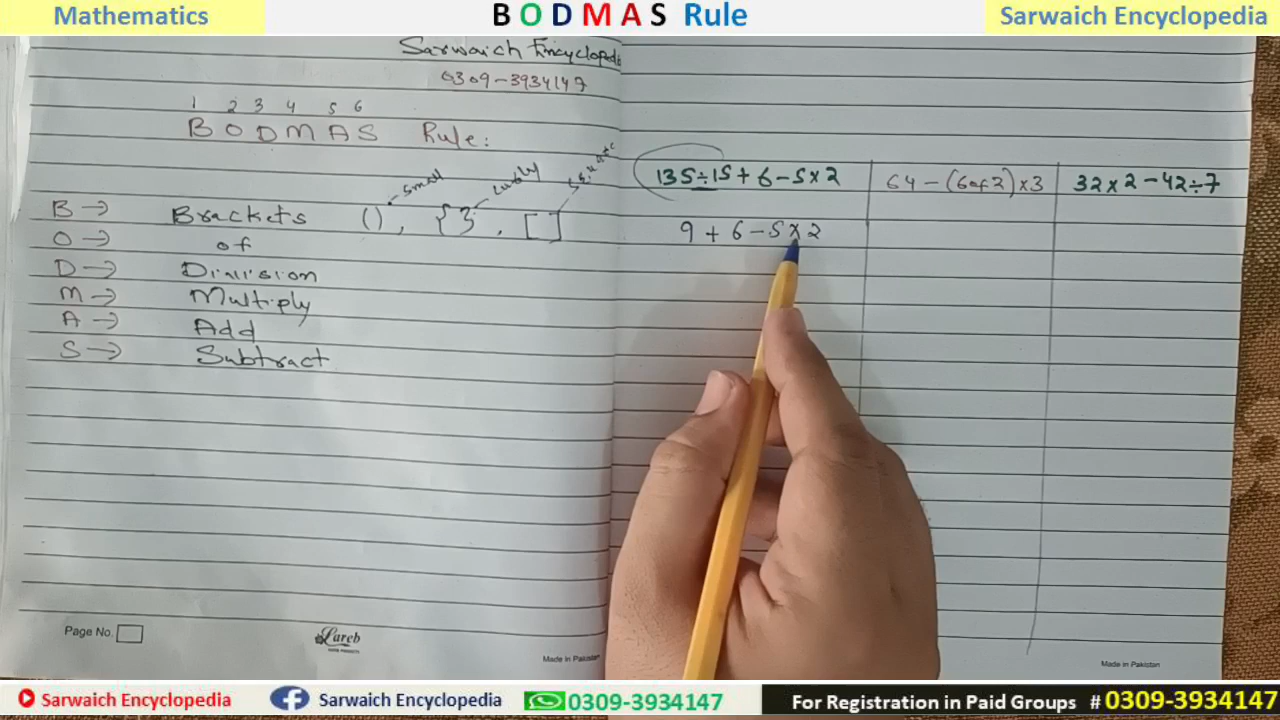 Mathematics
B O D M A S Rule
Sarwaich Encyclopedia
Sarwaich Encyclopedi
0309-3934147
1 2 3 4 5 6
BODMAS Rule:
small
curly
B → Brackets ( ), { }, [ ]
O → of
D → Division
M → Multiply
A → Add
S → Subtract
135÷15+6-5×2
9+6-5×2
64-(6of2)×3
32×2-42÷7
Page No.
Lareb
Made in Pakistan
Made in Pakistan
Sarwaich Encyclopedia
Sarwaich Encyclopedia
0309-3934147
For Registration in Paid Groups # 0309-3934147